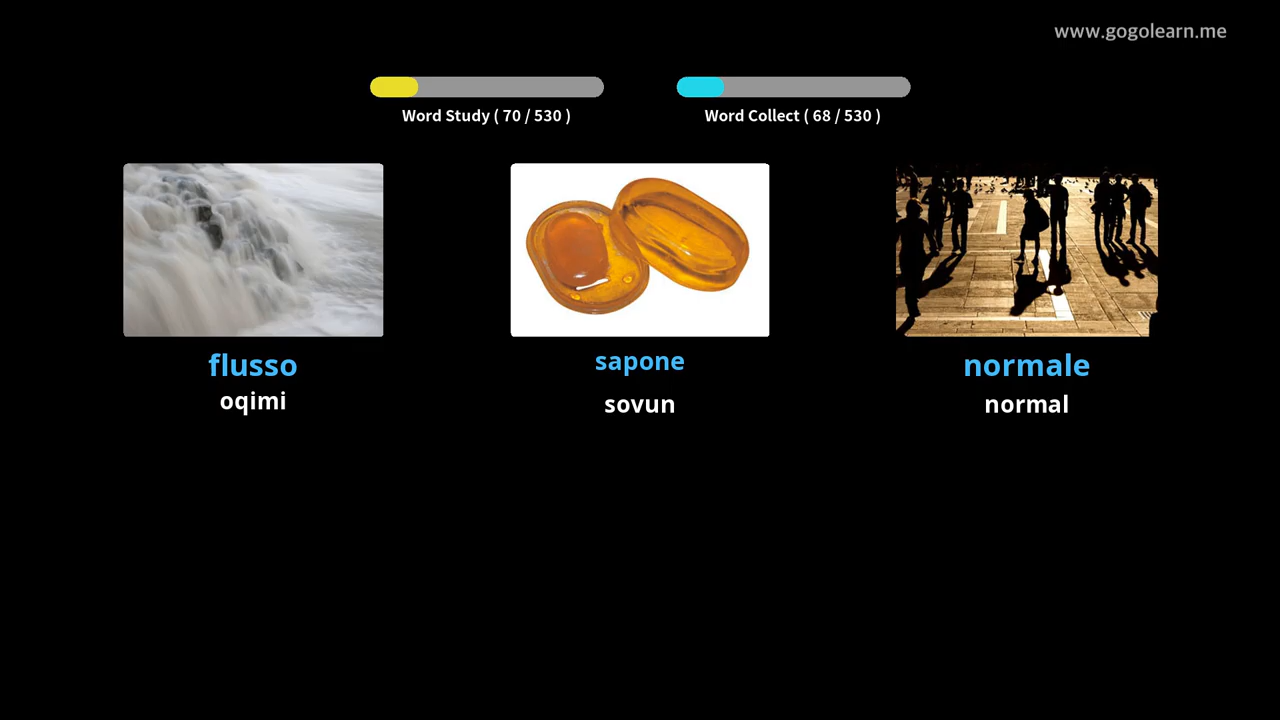 www.gogolearn.me
Word Study ( 70 / 530 )
Word Collect ( 68 / 530 )
flusso
oqimi
sapone
sovun
normale
normal